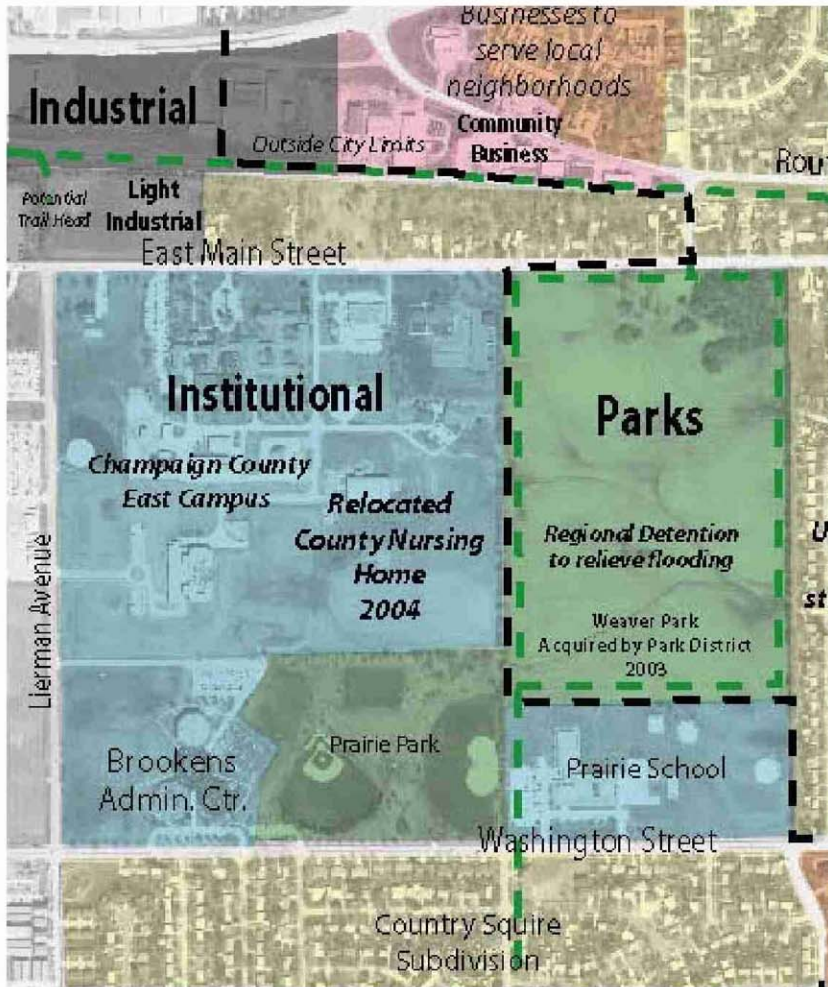 Businesses to
serve local
neighborhoods
Industrial
Outside City Limits
Community
Business
Potential
Trail Head
Light
Industrial
East Main Street
Institutional
Champaign County
East Campus
Relocated
County Nursing
Home
2004
Parks
Regional Detention
to relieve flooding
Weaver Park
Acquired by Park District
2003
Lierman Avenue
Brookens
Admin. Ctr.
Prairie Park
Prairie School
Washington Street
Country Squire
Subdivision